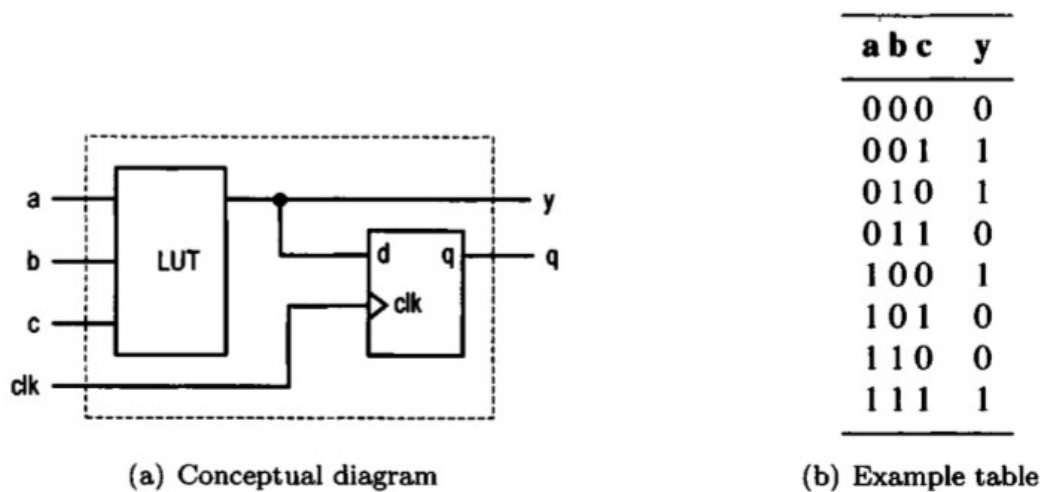 a
b
c
clk
LUT
d
q
clk
y
q
(a) Conceptual diagram
a b c y
0 0 0 0
0 0 1 1
0 1 0 1
0 1 1 0
1 0 0 1
1 0 1 0
1 1 0 0
1 1 1 1
(b) Example table